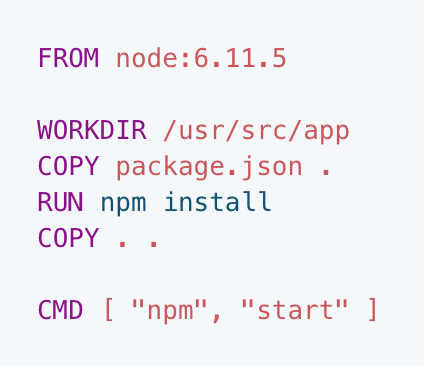 FROM node:6.11.5
WORKDIR /usr/src/app
COPY package.json .
RUN npm install
COPY . .
CMD [ "npm", "start" ]